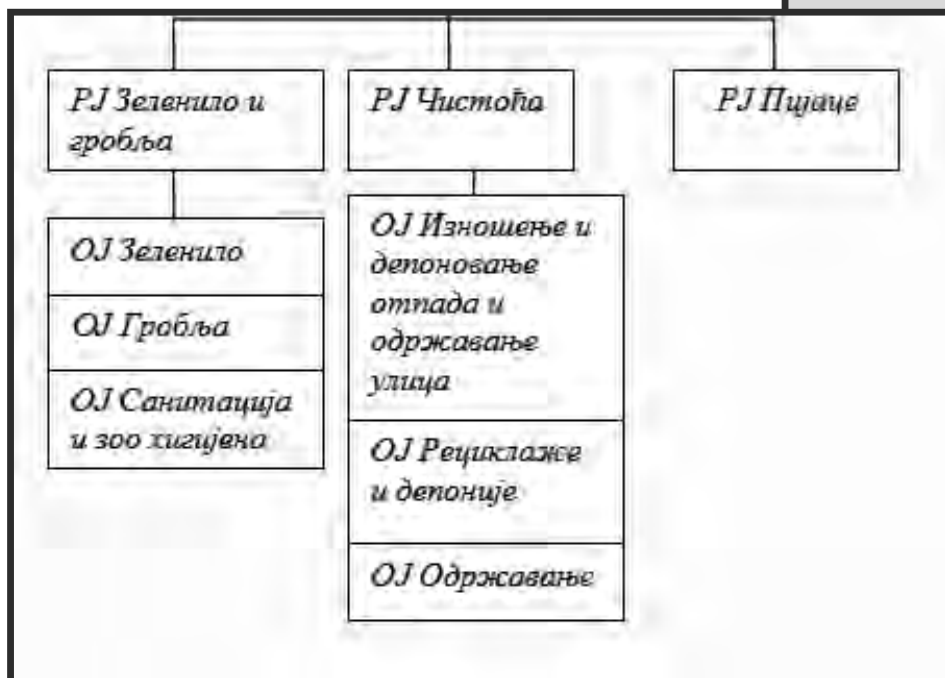 РЈ Зеленило и
гробља
ОЈ Зеленило
ОЈ Гробља
ОЈ Санитација
и зоо хигијена
РЈ Чистоћа
ОЈ Изношење и
депоновање
отпада и
одржавање
улица
ОЈ Рециклаже
и депоније
ОЈ Одржавање
РЈ Пијаце